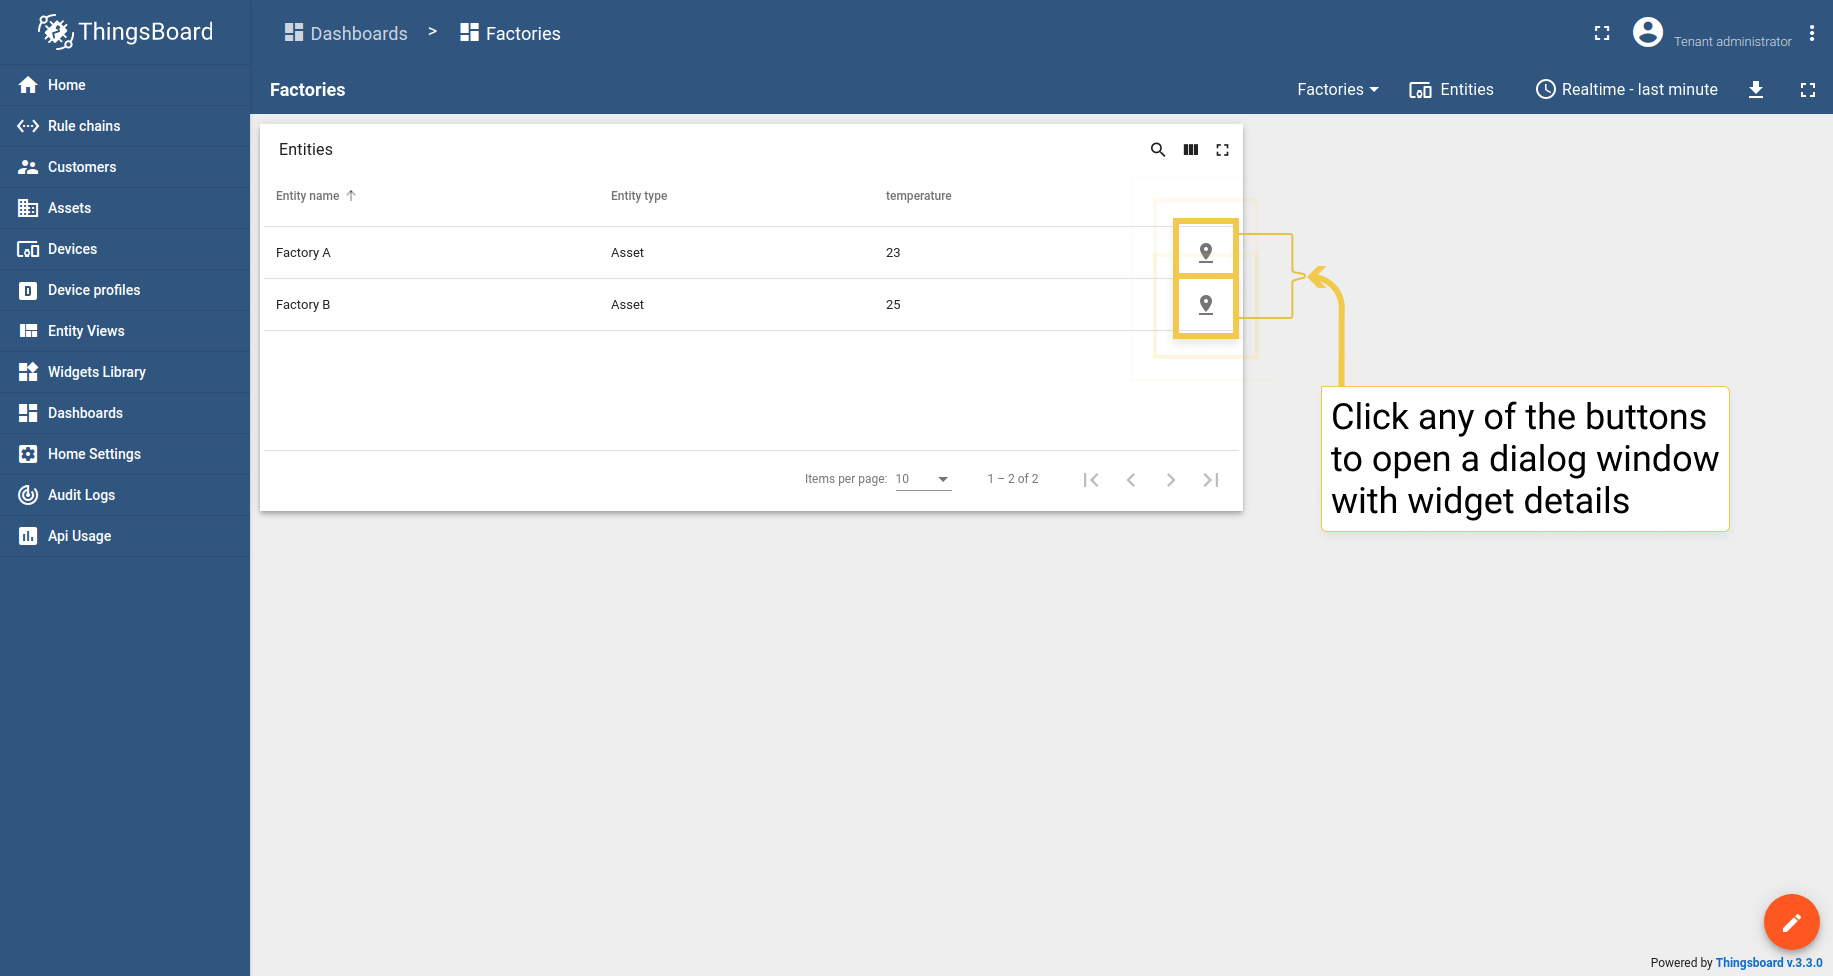 ThingsBoard
Dashboards > Factories
Tenant administrator
Home
Rule chains
Customers
Assets
Devices
Device profiles
Entity Views
Widgets Library
Dashboards
Home Settings
Audit Logs
Api Usage
Factories
Factories Entities Realtime - last minute
Entities
Entity name Entity type temperature
Factory A Asset 23
Factory B Asset 25
Items per page: 10 1 – 2 of 2
Click any of the buttons
to open a dialog window
with widget details
Powered by Thingsboard v.3.3.0